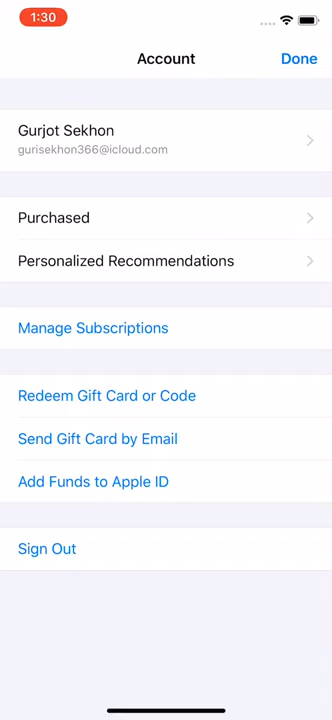 1:30
Account
Done
Gurjot Sekhon
gurisekhon366@icloud.com
Purchased
Personalized Recommendations
Manage Subscriptions
Redeem Gift Card or Code
Send Gift Card by Email
Add Funds to Apple ID
Sign Out